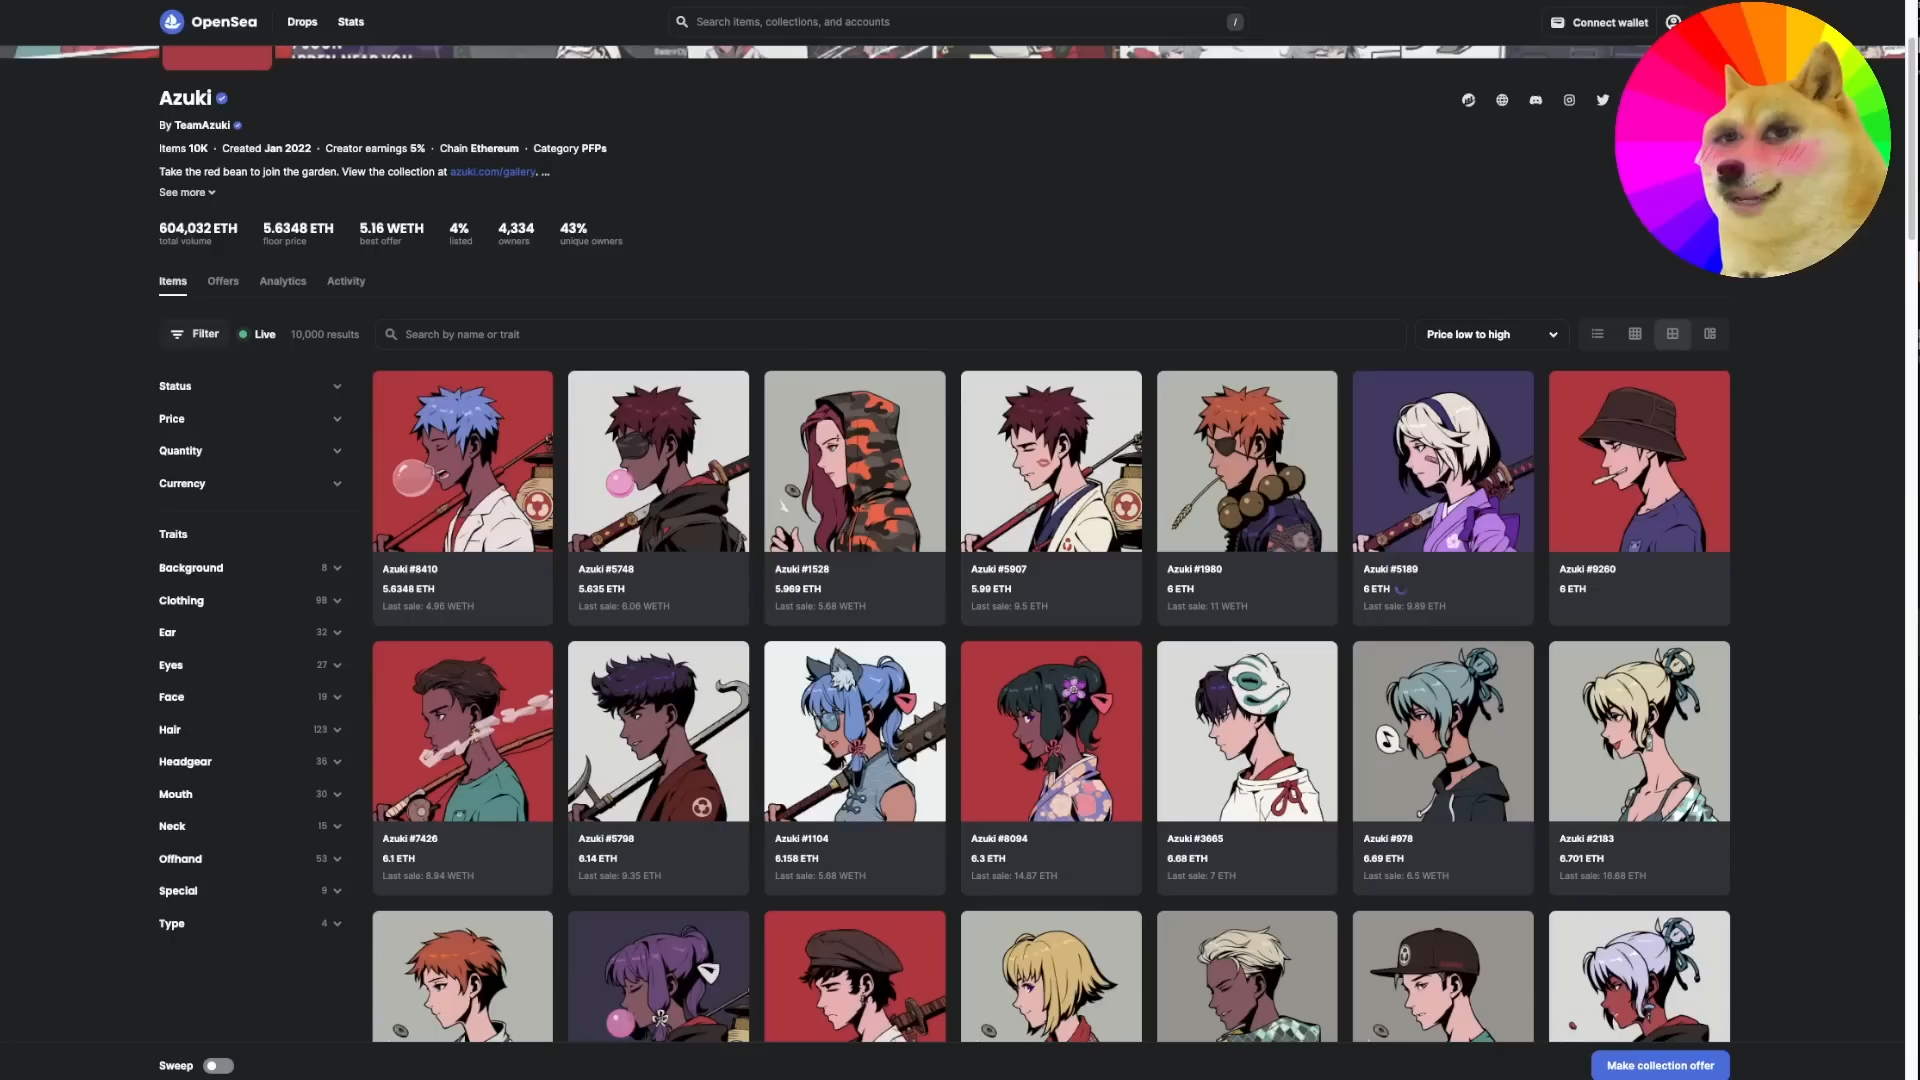 OpenSea
Drops
Stats
Search items, collections, and accounts
/
Connect wallet
Azuki
By TeamAzuki
Items 10K · Created Jan 2022 · Creator earnings 5% · Chain Ethereum · Category PFPs
Take the red bean to join the garden. View the collection at azuki.com/gallery. ...
See more
604,032 ETH
total volume
5.6348 ETH
floor price
5.16 WETH
best offer
4%
listed
4,334
owners
43%
unique owners
Items
Offers
Analytics
Activity
Filter
Live
10,000 results
Search by name or trait
Price low to high
Status
Price
Quantity
Currency
Traits
Background 8
Clothing 98
Ear 32
Eyes 27
Face 19
Hair 123
Headgear 36
Mouth 30
Neck 15
Offhand 53
Special 9
Type 4
Azuki #8410
5.6348 ETH
Last sale: 4.96 WETH
Azuki #5748
5.635 ETH
Last sale: 6.06 WETH
Azuki #1528
5.969 ETH
Last sale: 5.68 WETH
Azuki #5907
5.99 ETH
Last sale: 9.5 ETH
Azuki #1980
6 ETH
Last sale: 11 WETH
Azuki #5189
6 ETH
Last sale: 9.89 ETH
Azuki #9260
6 ETH
Azuki #7426
6.1 ETH
Last sale: 8.94 WETH
Azuki #5798
6.14 ETH
Last sale: 9.35 ETH
Azuki #1104
6.158 ETH
Last sale: 5.68 WETH
Azuki #8094
6.3 ETH
Last sale: 14.87 ETH
Azuki #3665
6.68 ETH
Last sale: 7 ETH
Azuki #978
6.69 ETH
Last sale: 6.5 WETH
Azuki #2183
6.701 ETH
Last sale: 16.68 ETH
Sweep
Make collection offer